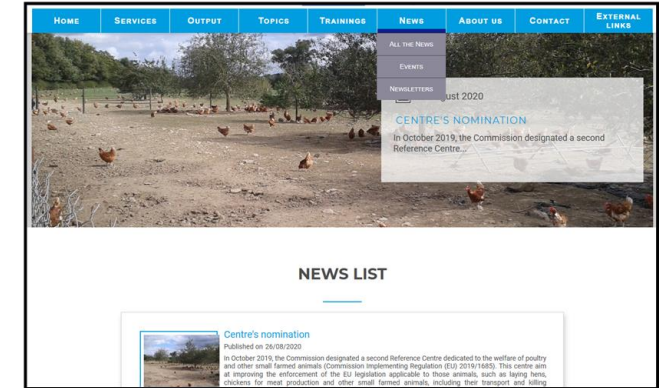 HOME SERVICES OUTPUT TOPICS TRAININGS NEWS ABOUT US CONTACT EXTERNAL LINKS
ALL THE NEWS
EVENTS
NEWSLETTERS
ust 2020
CENTRE'S NOMINATION
In October 2019, the Commission designated a second
Reference Centre...
NEWS LIST
Centre's nomination
Published on 26/08/2020
In October 2019, the Commission designated a second Reference Centre dedicated to the welfare of poultry
and other small farmed animals (Commission Implementing Regulation (EU) 2019/1685). This centre aim
at improving the enforcement of the EU legislation applicable to those animals, such as laying hens,
chickens for meat production and other small farmed animals, including their transport and killing